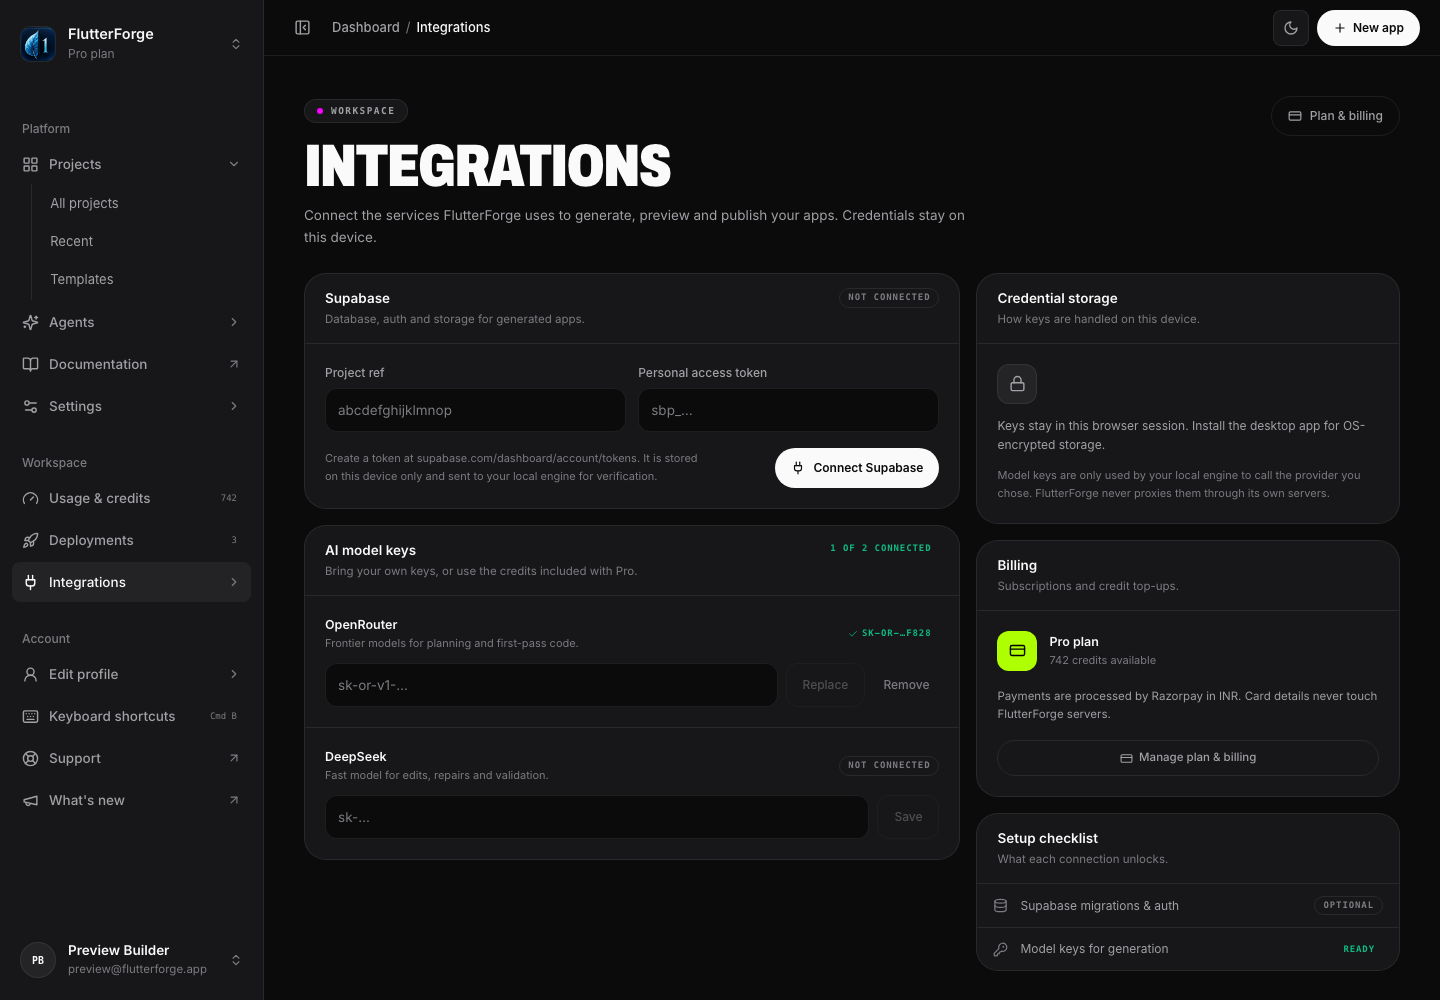 FlutterForge
Pro plan
Platform
Projects
All projects
Recent
Templates
Agents
Documentation
Settings
Workspace
Usage & credits 742
Deployments 3
Integrations
Account
Edit profile
Keyboard shortcuts Cmd B
Support
What's new
PB
Preview Builder
preview@flutterforge.app
Dashboard / Integrations
New app
WORKSPACE
Plan & billing
INTEGRATIONS
Connect the services FlutterForge uses to generate, preview and publish your apps. Credentials stay on
this device.
Supabase
NOT CONNECTED
Database, auth and storage for generated apps.
Project ref
Personal access token
abcdefghijklmnop
sbp_...
Create a token at supabase.com/dashboard/account/tokens. It is stored
on this device only and sent to your local engine for verification.
Connect Supabase
AI model keys
1 OF 2 CONNECTED
Bring your own keys, or use the credits included with Pro.
OpenRouter
Frontier models for planning and first-pass code.
SK-OR-…F828
sk-or-v1-...
Replace
Remove
DeepSeek
Fast model for edits, repairs and validation.
NOT CONNECTED
sk-...
Save
Credential storage
How keys are handled on this device.
Keys stay in this browser session. Install the desktop app for OS-
encrypted storage.
Model keys are only used by your local engine to call the provider you
chose. FlutterForge never proxies them through its own servers.
Billing
Subscriptions and credit top-ups.
Pro plan
742 credits available
Payments are processed by Razorpay in INR. Card details never touch
FlutterForge servers.
Manage plan & billing
Setup checklist
What each connection unlocks.
Supabase migrations & auth OPTIONAL
Model keys for generation READY